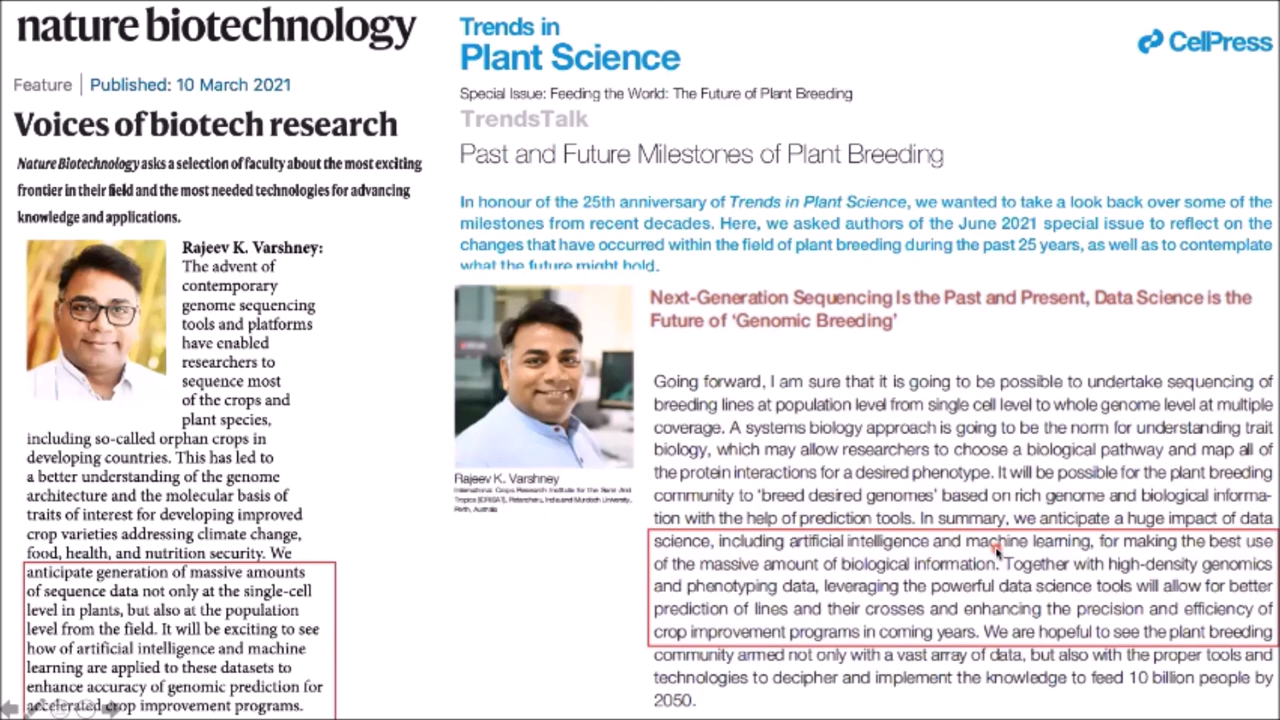 nature biotechnology
Feature | Published: 10 March 2021
Voices of biotech research
Nature Biotechnology asks a selection of faculty about the most exciting
frontier in their field and the most needed technologies for advancing
knowledge and applications.
Rajeev K. Varshney:
The advent of
contemporary
genome sequencing
tools and platforms
have enabled
researchers to
sequence most
of the crops and
plant species,
including so-called orphan crops in
developing countries. This has led to
a better understanding of the genome
architecture and the molecular basis of
traits of interest for developing improved
crop varieties addressing climate change,
food, health, and nutrition security. We
anticipate generation of massive amounts
of sequence data not only at the single-cell
level in plants, but also at the population
level from the field. It will be exciting to see
how of artificial intelligence and machine
learning are applied to these datasets to
enhance accuracy of genomic prediction for
accelerated crop improvement programs.
Trends in
Plant Science
CellPress
Special Issue: Feeding the World: The Future of Plant Breeding
TrendsTalk
Past and Future Milestones of Plant Breeding
In honour of the 25th anniversary of Trends in Plant Science, we wanted to take a look back over some of the
milestones from recent decades. Here, we asked authors of the June 2021 special issue to reflect on the
changes that have occurred within the field of plant breeding during the past 25 years, as well as to contemplate
what the future might hold.
Rajeev K. Varshney
International Crops Research Institute for the Semi-Arid
Tropics (ICRISAT), Patancheru, India and Murdoch University,
Perth, Australia
Next-Generation Sequencing Is the Past and Present, Data Science is the
Future of ‘Genomic Breeding’
Going forward, I am sure that it is going to be possible to undertake sequencing of
breeding lines at population level from single cell level to whole genome level at multiple
coverage. A systems biology approach is going to be the norm for understanding trait
biology, which may allow researchers to choose a biological pathway and map all of
the protein interactions for a desired phenotype. It will be possible for the plant breeding
community to ‘breed desired genomes’ based on rich genome and biological informa-
tion with the help of prediction tools. In summary, we anticipate a huge impact of data
science, including artificial intelligence and machine learning, for making the best use
of the massive amount of biological information. Together with high-density genomics
and phenotyping data, leveraging the powerful data science tools will allow for better
prediction of lines and their crosses and enhancing the precision and efficiency of
crop improvement programs in coming years. We are hopeful to see the plant breeding
community armed not only with a vast array of data, but also with the proper tools and
technologies to decipher and implement the knowledge to feed 10 billion people by
2050.